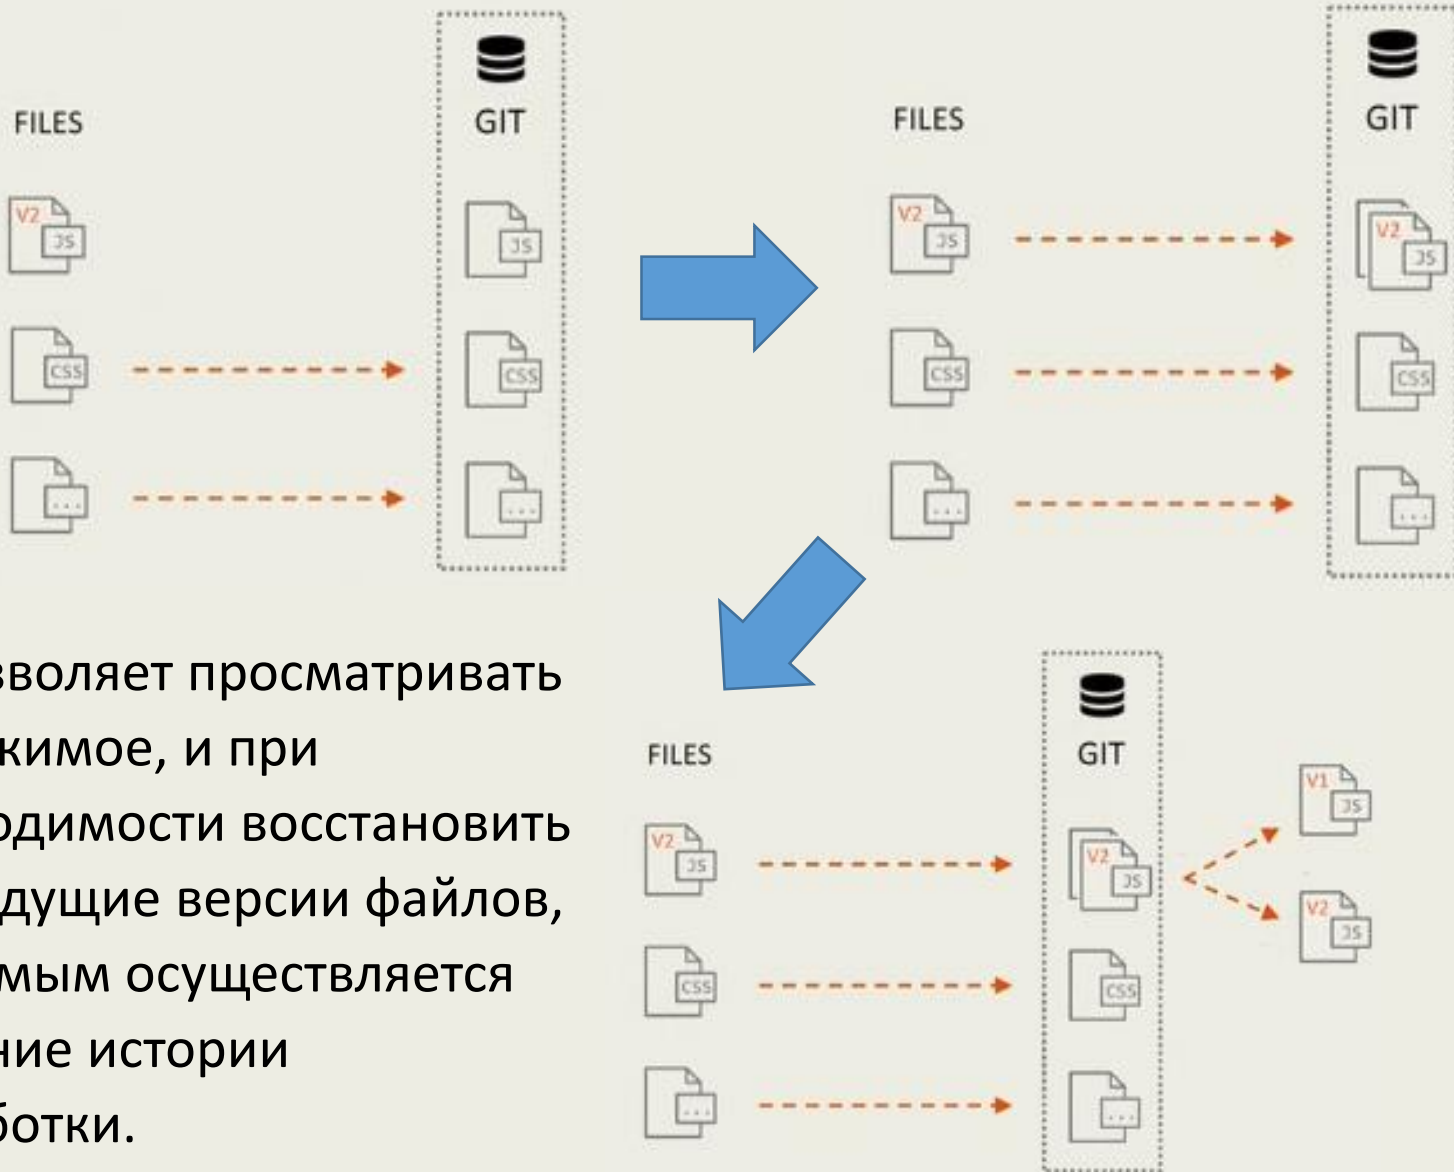 FILES
GIT
V2
JS
JS
CSS
CSS
...
...
FILES
GIT
V2
JS
V2
JS
CSS
CSS
...
...
зволяет просматривать
жимое, и при
одимости восстановить
дущие версии файлов,
мым осуществляется
ние истории
ботки.
FILES
GIT
V2
JS
V2
JS
V1
JS
V2
JS
CSS
CSS
...
...